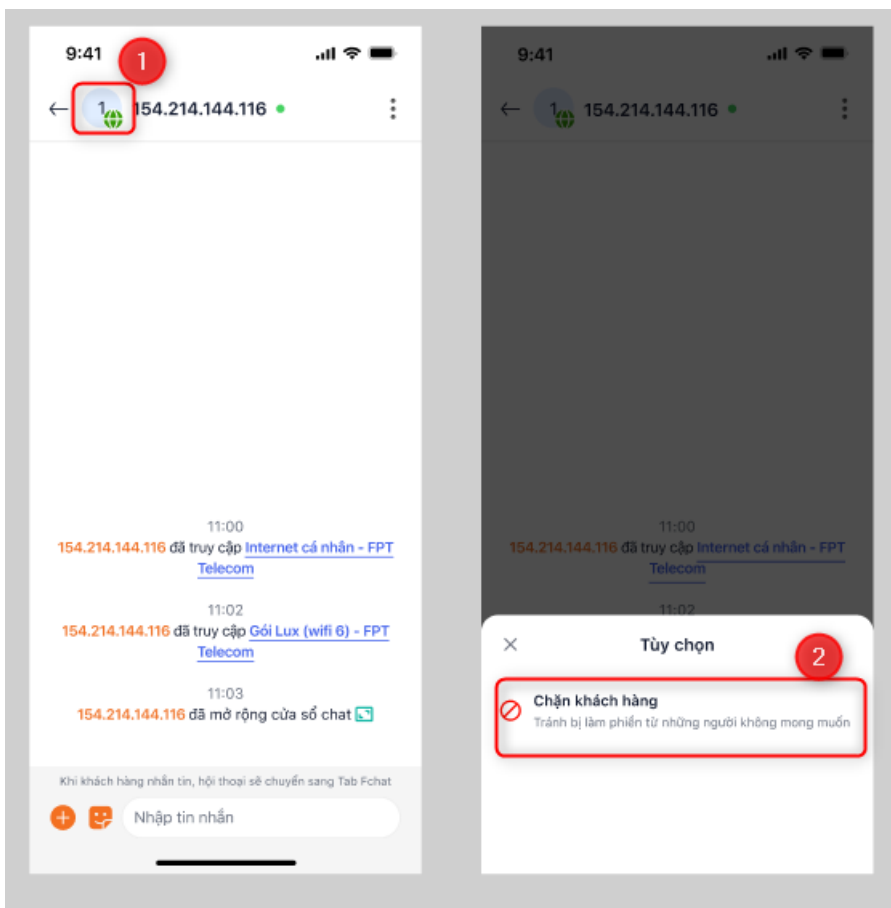 9:41
1
1
154.214.144.116
11:00
154.214.144.116 đã truy cập Internet cá nhân - FPT
Telecom
11:02
154.214.144.116 đã truy cập Gói Lux (wifi 6) - FPT
Telecom
11:03
154.214.144.116 đã mở rộng cửa sổ chat
Khi khách hàng nhắn tin, hội thoại sẽ chuyển sang Tab Fchat
Nhập tin nhắn
9:41
1
154.214.144.116
11:00
154.214.144.116 đã truy cập Internet cá nhân - FPT
Telecom
11:02
Tùy chọn
2
Chặn khách hàng
Tránh bị làm phiền từ những người không mong muốn